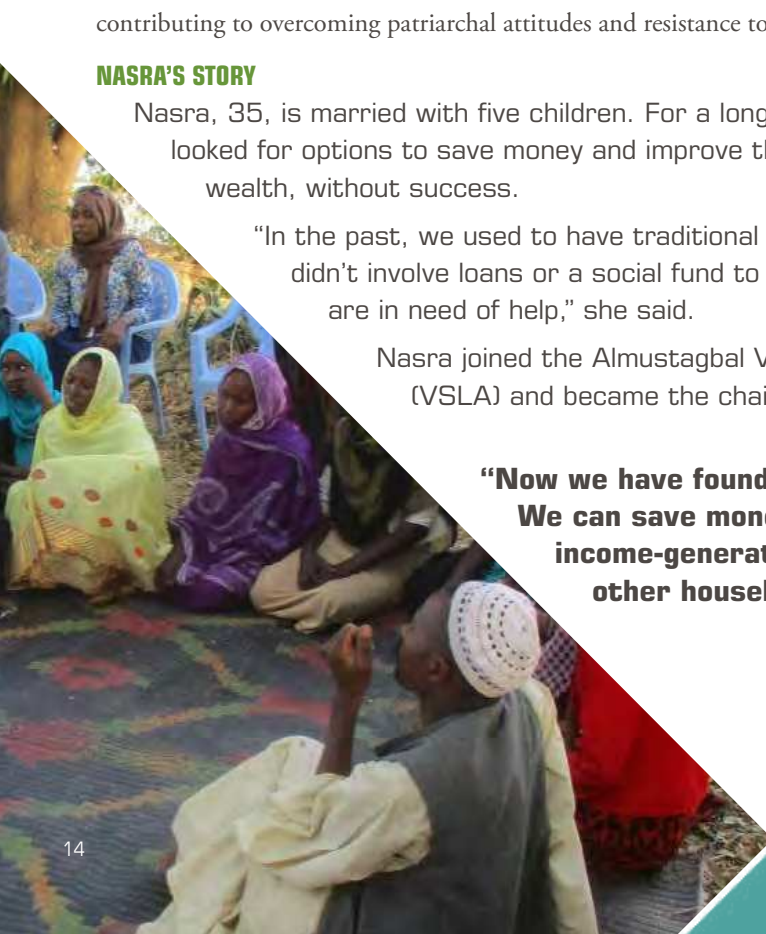 contributing to overcoming patriarchal attitudes and resistance to
NASRA'S STORY
Nasra, 35, is married with five children. For a long
looked for options to save money and improve th
wealth, without success.
“In the past, we used to have traditional
didn't involve loans or a social fund to
are in need of help,” she said.
Nasra joined the Almustagbal V
(VSLA) and became the chai
“Now we have found
We can save mon
income-generat
other househ
14